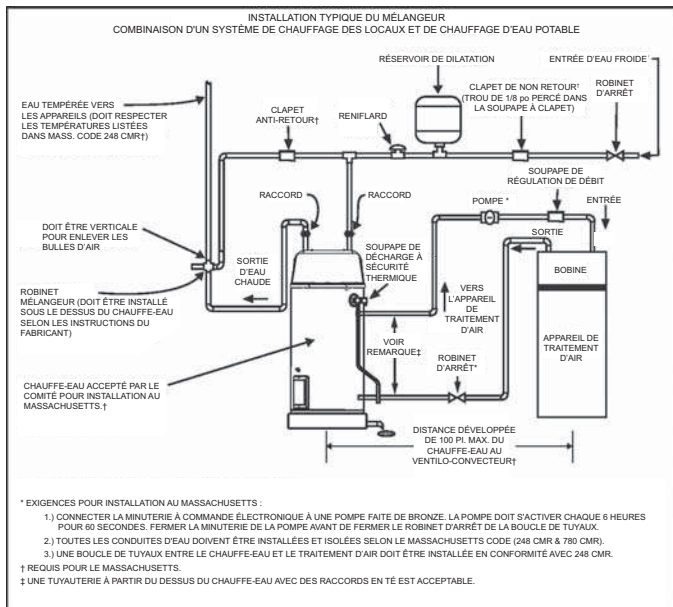 INSTALLATION TYPIQUE DU MÉLANGEUR
COMBINAISON D'UN SYSTÈME DE CHAUFFAGE DES LOCAUX ET DE CHAUFFAGE D'EAU POTABLE
RÉSERVOIR DE DILATATION
ENTRÉE D'EAU FROIDE
EAU TEMPÉRÉE VERS
LES APPAREILS (DOIT RESPECTER
LES TEMPÉRATURES LISTÉES
DANS MASS. CODE 248 CMR†)
CLAPET
ANTI-RETOUR†
RENIFLARD
CLAPET DE NON RETOUR†
(TROU DE 1/8 po PERCÉ DANS
LA SOUPAPE À CLAPET)
ROBINET
D'ARRÊT
SOUPAPE DE
RÉGULATION DE DÉBIT
RACCORD
RACCORD
POMPE *
ENTRÉE
DOIT ÊTRE VERTICALE
POUR ENLEVER LES
BULLES D'AIR
SORTIE
SORTIE
D'EAU
CHAUDE
SOUPAPE DE
DÉCHARGE À
SÉCURITÉ
THERMIQUE
BOBINE
ROBINET
MÉLANGEUR (DOIT ÊTRE INSTALLÉ
SOUS LE DESSUS DU CHAUFFE-EAU
SELON LES INSTRUCTIONS DU
FABRICANT)
VERS
L'APPAREIL
DE
TRAITEMENT
D'AIR
VOIR
REMARQUE‡
APPAREIL DE
TRAITEMENT
D'AIR
ROBINET
D'ARRÊT*
CHAUFFE-EAU ACCEPTÉ PAR LE
COMITÉ POUR INSTALLATION AU
MASSACHUSETTS.†
DISTANCE DÉVELOPPÉE
DE 100 PI. MAX. DU
CHAUFFE-EAU AU
VENTILO-CONVECTEUR†
* EXIGENCES POUR INSTALLATION AU MASSACHUSETTS :
1.) CONNECTER LA MINUTERIE À COMMANDE ÉLECTRONIQUE À UNE POMPE FAITE DE BRONZE. LA POMPE DOIT S'ACTIVER CHAQUE 6 HEURES
POUR 60 SECONDES. FERMER LA MINUTERIE DE LA POMPE AVANT DE FERMER LE ROBINET D'ARRÊT DE LA BOUCLE DE TUYAUX.
2.) TOUTES LES CONDUITES D'EAU DOIVENT ÊTRE INSTALLÉES ET ISOLÉES SELON LE MASSACHUSETTS CODE (248 CMR & 780 CMR).
3.) UNE BOUCLE DE TUYAUX ENTRE LE CHAUFFE-EAU ET LE TRAITEMENT D'AIR DOIT ÊTRE INSTALLÉE EN CONFORMITÉ AVEC 248 CMR.
† REQUIS POUR LE MASSACHUSETTS.
‡ UNE TUYAUTERIE À PARTIR DU DESSUS DU CHAUFFE-EAU AVEC DES RACCORDS EN TÉ EST ACCEPTABLE.